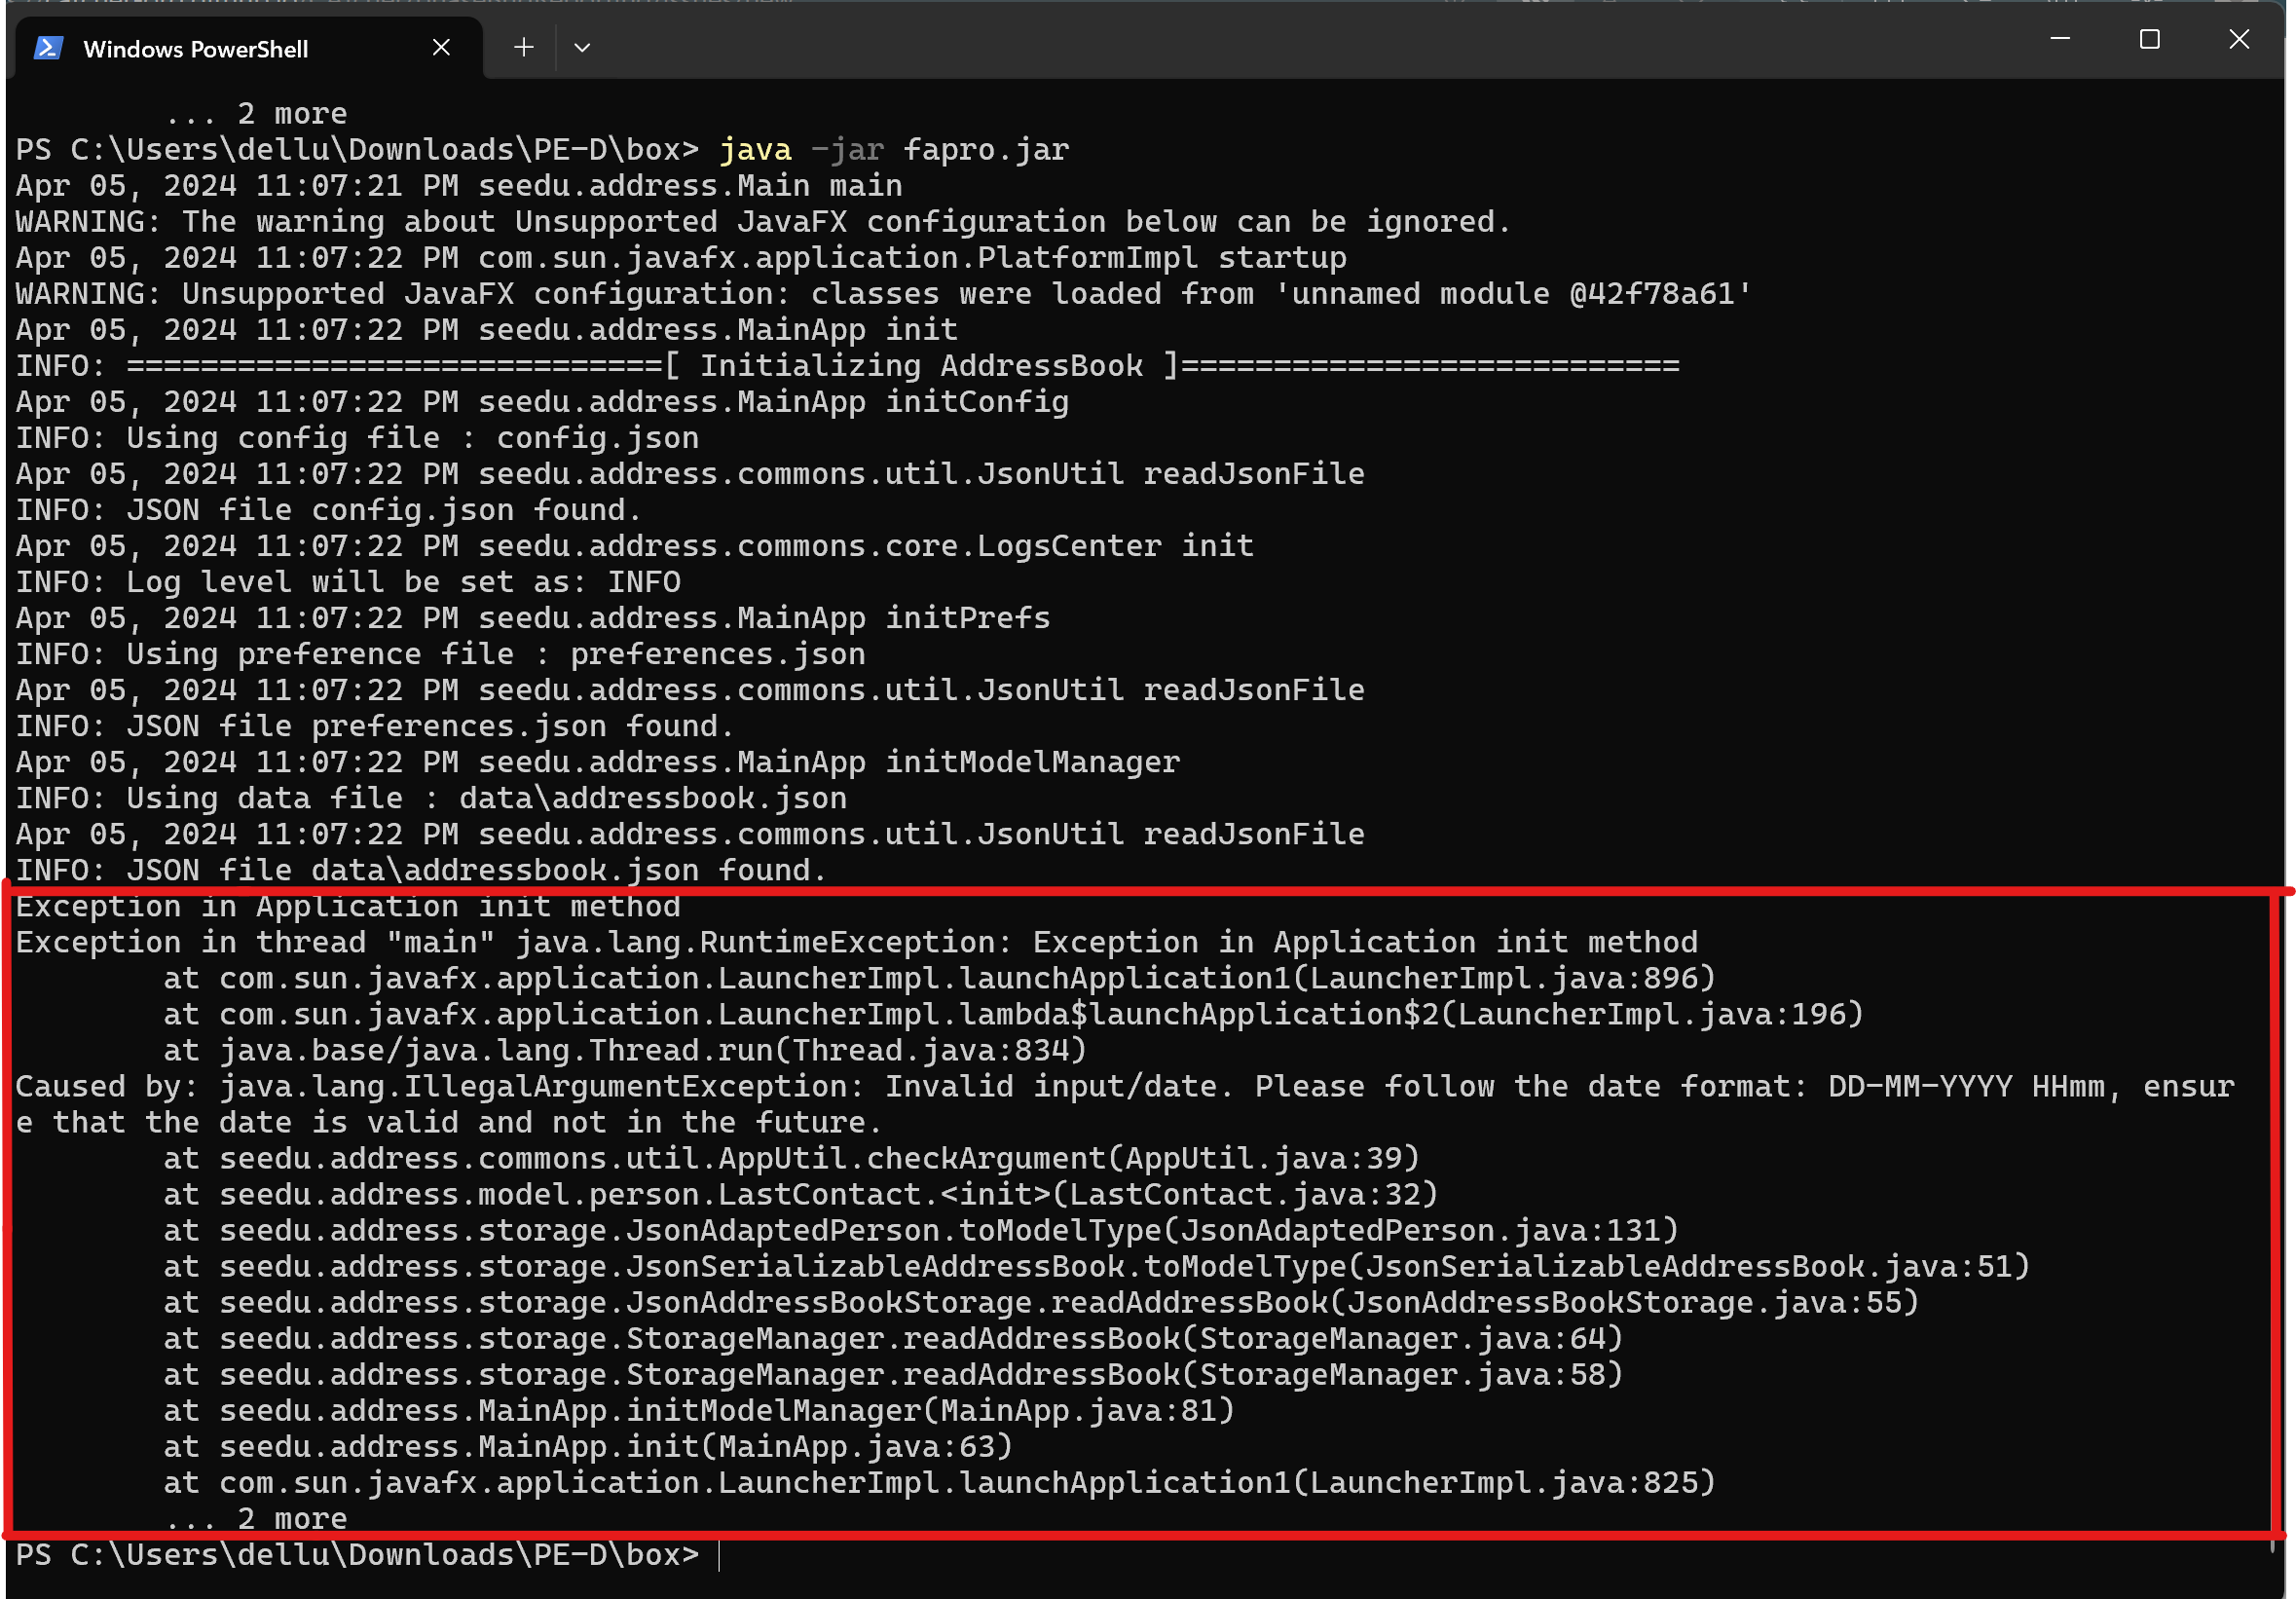 Windows PowerShell
... 2 more
PS C:\Users\dellu\Downloads\PE-D\box> java -jar fapro.jar
Apr 05, 2024 11:07:21 PM seedu.address.Main main
WARNING: The warning about Unsupported JavaFX configuration below can be ignored.
Apr 05, 2024 11:07:22 PM com.sun.javafx.application.PlatformImpl startup
WARNING: Unsupported JavaFX configuration: classes were loaded from 'unnamed module @42f78a61'
Apr 05, 2024 11:07:22 PM seedu.address.MainApp init
INFO: =============================[ Initializing AddressBook ]===========================
Apr 05, 2024 11:07:22 PM seedu.address.MainApp initConfig
INFO: Using config file : config.json
Apr 05, 2024 11:07:22 PM seedu.address.commons.util.JsonUtil readJsonFile
INFO: JSON file config.json found.
Apr 05, 2024 11:07:22 PM seedu.address.commons.core.LogsCenter init
INFO: Log level will be set as: INFO
Apr 05, 2024 11:07:22 PM seedu.address.MainApp initPrefs
INFO: Using preference file : preferences.json
Apr 05, 2024 11:07:22 PM seedu.address.commons.util.JsonUtil readJsonFile
INFO: JSON file preferences.json found.
Apr 05, 2024 11:07:22 PM seedu.address.MainApp initModelManager
INFO: Using data file : data\addressbook.json
Apr 05, 2024 11:07:22 PM seedu.address.commons.util.JsonUtil readJsonFile
INFO: JSON file data\addressbook.json found.
Exception in Application init method
Exception in thread "main" java.lang.RuntimeException: Exception in Application init method
at com.sun.javafx.application.LauncherImpl.launchApplication1(LauncherImpl.java:896)
at com.sun.javafx.application.LauncherImpl.lambda$launchApplication$2(LauncherImpl.java:196)
at java.base/java.lang.Thread.run(Thread.java:834)
Caused by: java.lang.IllegalArgumentException: Invalid input/date. Please follow the date format: DD-MM-YYYY HHmm, ensur
e that the date is valid and not in the future.
at seedu.address.commons.util.AppUtil.checkArgument(AppUtil.java:39)
at seedu.address.model.person.LastContact.<init>(LastContact.java:32)
at seedu.address.storage.JsonAdaptedPerson.toModelType(JsonAdaptedPerson.java:131)
at seedu.address.storage.JsonSerializableAddressBook.toModelType(JsonSerializableAddressBook.java:51)
at seedu.address.storage.JsonAddressBookStorage.readAddressBook(JsonAddressBookStorage.java:55)
at seedu.address.storage.StorageManager.readAddressBook(StorageManager.java:64)
at seedu.address.storage.StorageManager.readAddressBook(StorageManager.java:58)
at seedu.address.MainApp.initModelManager(MainApp.java:81)
at seedu.address.MainApp.init(MainApp.java:63)
at com.sun.javafx.application.LauncherImpl.launchApplication1(LauncherImpl.java:825)
... 2 more
PS C:\Users\dellu\Downloads\PE-D\box>